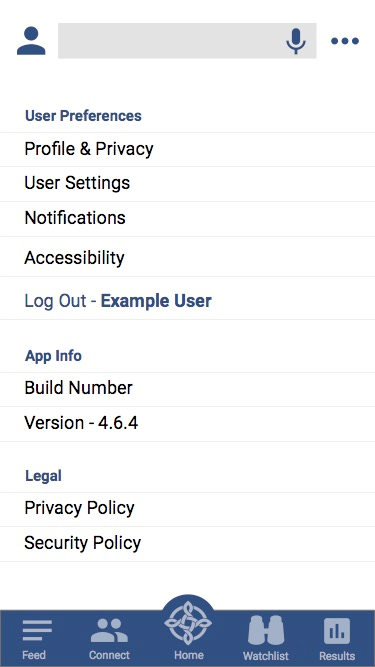 User Preferences
Profile & Privacy
User Settings
Notifications
Accessibility
Log Out - Example User
App Info
Build Number
Version - 4.6.4
Legal
Privacy Policy
Security Policy
Feed
Connect
Home
Watchlist
Results